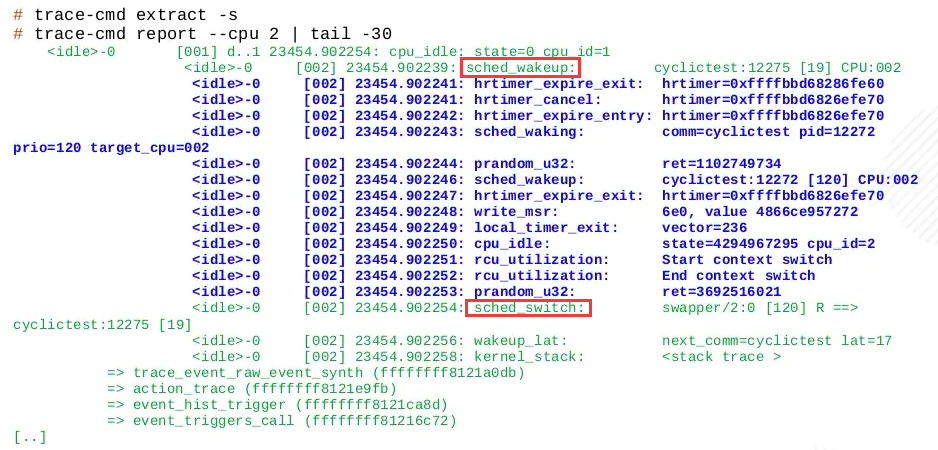 # trace-cmd extract -s
# trace-cmd report --cpu 2 | tail -30
<idle>-0 [001] d..1 23454.902254: cpu_idle: state=0 cpu_id=1
<idle>-0 [002] 23454.902239: sched_wakeup: cyclictest:12275 [19] CPU:002
<idle>-0 [002] 23454.902241: hrtimer_expire_exit: hrtimer=0xffffbbd68286fe60
<idle>-0 [002] 23454.902241: hrtimer_cancel: hrtimer=0xffffbbd6826efe70
<idle>-0 [002] 23454.902242: hrtimer_expire_entry: hrtimer=0xffffbbd6826efe70
<idle>-0 [002] 23454.902243: sched_waking: comm=cyclictest pid=12272
prio=120 target_cpu=002
<idle>-0 [002] 23454.902244: prandom_u32: ret=1102749734
<idle>-0 [002] 23454.902246: sched_wakeup: cyclictest:12272 [120] CPU:002
<idle>-0 [002] 23454.902247: hrtimer_expire_exit: hrtimer=0xffffbbd6826efe70
<idle>-0 [002] 23454.902248: write_msr: 6e0, value 4866ce957272
<idle>-0 [002] 23454.902249: local_timer_exit: vector=236
<idle>-0 [002] 23454.902250: cpu_idle: state=4294967295 cpu_id=2
<idle>-0 [002] 23454.902251: rcu_utilization: Start context switch
<idle>-0 [002] 23454.902252: rcu_utilization: End context switch
<idle>-0 [002] 23454.902253: prandom_u32: ret=3692516021
<idle>-0 [002] 23454.902254: sched_switch: swapper/2:0 [120] R ==>
cyclictest:12275 [19]
<idle>-0 [002] 23454.902256: wakeup_lat: next_comm=cyclictest lat=17
<idle>-0 [002] 23454.902258: kernel_stack: <stack trace >
=> trace_event_raw_event_synth (ffffffff8121a0db)
=> action_trace (ffffffff8121e9fb)
=> event_hist_trigger (ffffffff8121ca8d)
=> event_triggers_call (ffffffff81216c72)
[..]